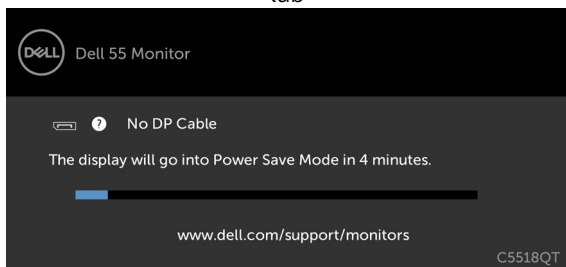 DELL
Dell 55 Monitor
? No DP Cable
The display will go into Power Save Mode in 4 minutes.
www.dell.com/support/monitors
C5518QT